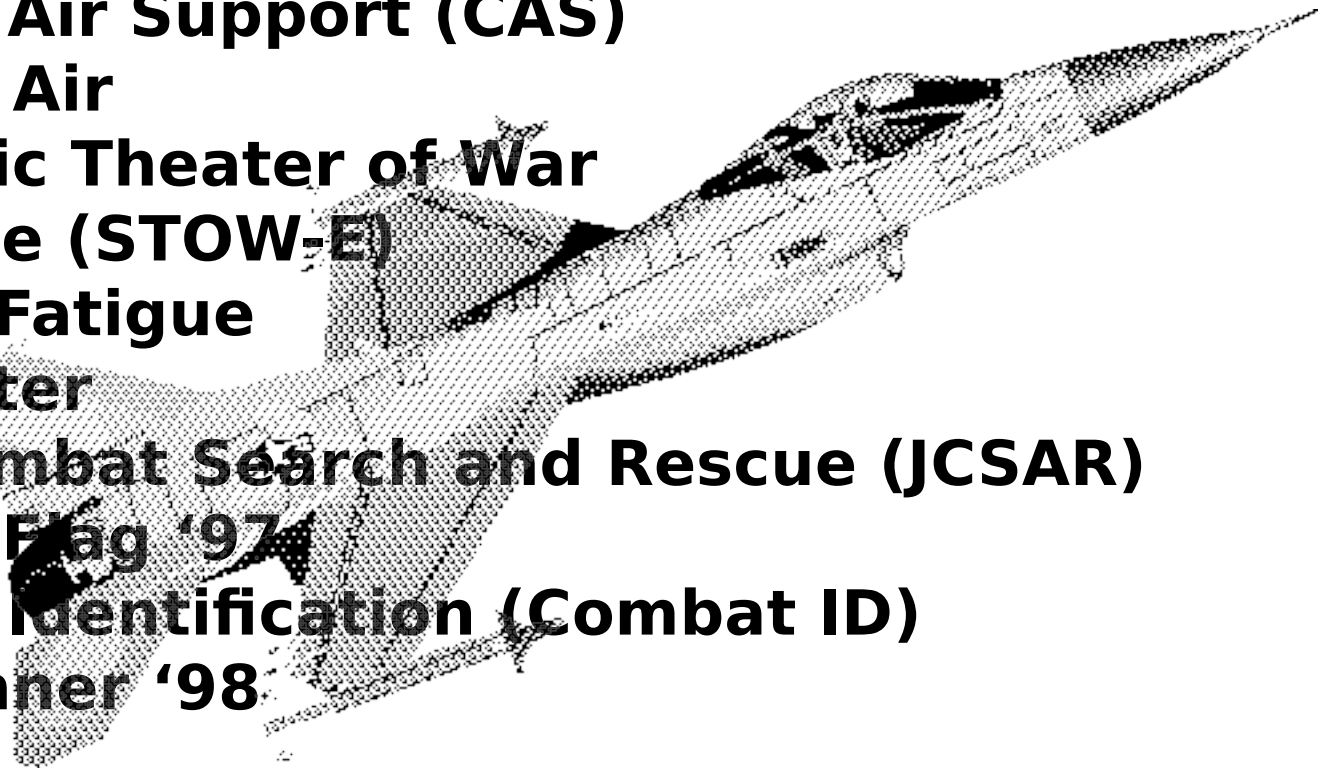 Air Support (CAS)
Air
ic Theater of War
e (STOW-E)
Fatigue
ter
mbat Search and Rescue (JCSAR)
Flag ‘97
Identification (Combat ID)
ner ‘98